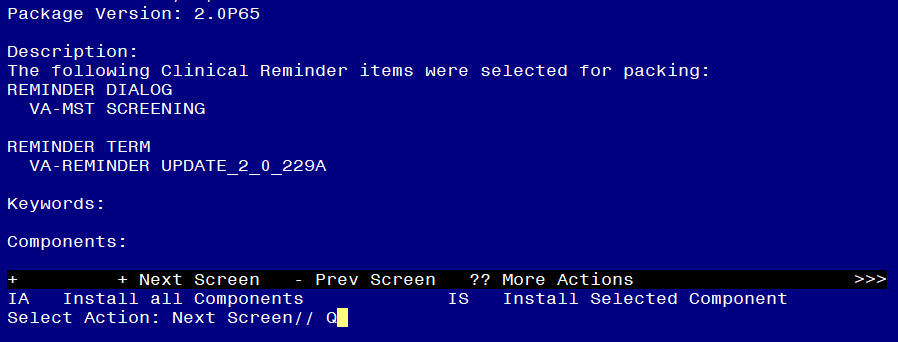 Package Version: 2.0P65
Description:
The following Clinical Reminder items were selected for packing:
REMINDER DIALOG
VA-MST SCREENING
REMINDER TERM
VA-REMINDER UPDATE_2_0_229A
Keywords:
Components:
+ + Next Screen - Prev Screen ?? More Actions >>>
IA Install all Components IS Install Selected Component
Select Action: Next Screen// Q